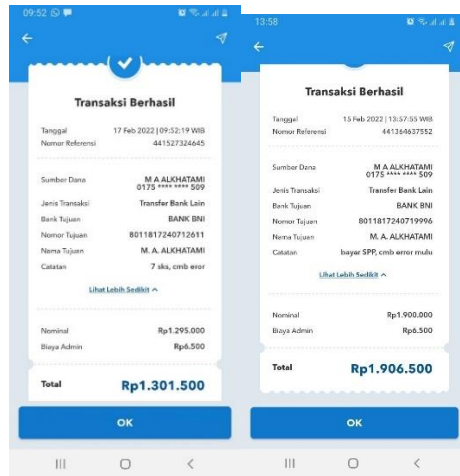 09:52
Transaksi Berhasil
Tanggal 17 Feb 2022 | 09:52:19 WIB
Nomor Referensi 441527324645
Sumber Dana M A ALKHATAMI
0175 **** **** 509
Jenis Transaksi Transfer Bank Lain
Bank Tujuan BANK BNI
Nomor Tujuan 8011817240712611
Nama Tujuan M. A. ALKHATAMI
Catatan 7 sks, cmb eror
Lihat Lebih Sedikit
Nominal Rp1.295.000
Biaya Admin Rp6.500
Total Rp1.301.500
OK
13:58
Transaksi Berhasil
Tanggal 15 Feb 2022 | 13:57:55 WIB
Nomor Referensi 441364637552
Sumber Dana M A ALKHATAMI
0175 **** **** 509
Jenis Transaksi Transfer Bank Lain
Bank Tujuan BANK BNI
Nomor Tujuan 8011817240719996
Nama Tujuan M. A. ALKHATAMI
Catatan bayar SPP, cmb error mulu
Lihat Lebih Sedikit
Nominal Rp1.900.000
Biaya Admin Rp6.500
Total Rp1.906.500
OK